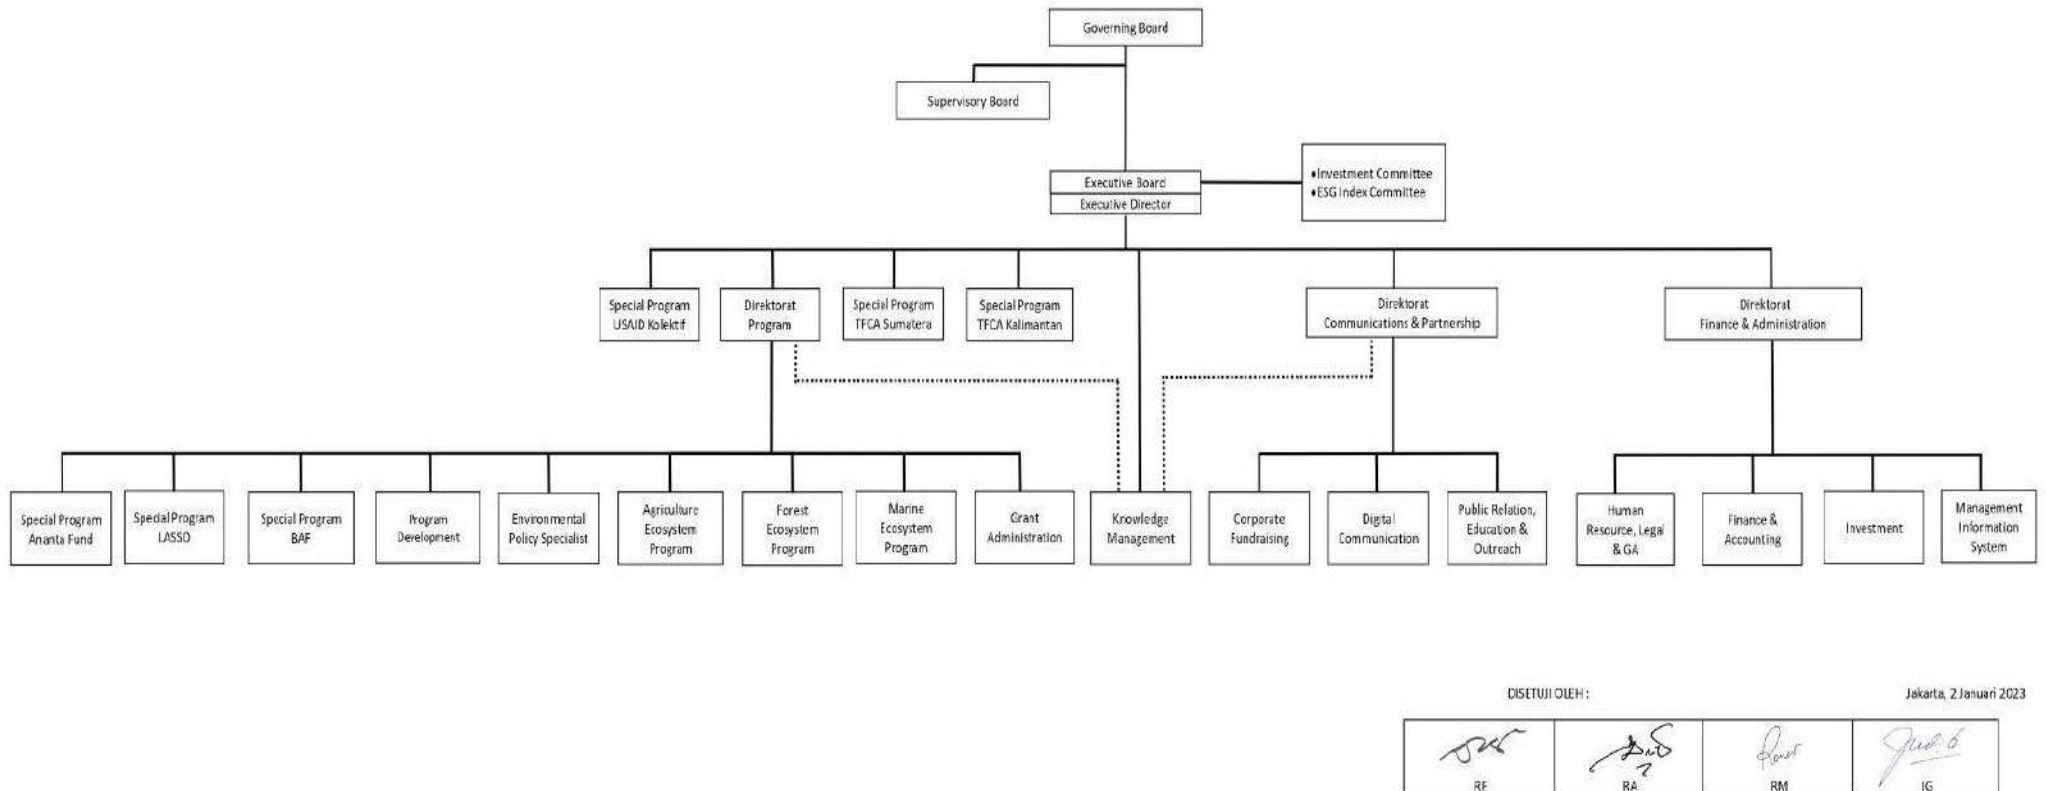 Governing Board
Supervisory Board
Executive Board
Executive Director
•Investment Committee
•ESG Index Committee
Special Program
USAID Kolektif
Direktorat
Program
Special Program
TFCA Sumatera
Special Program
TFCA Kalimantan
Direktorat
Communications & Partnership
Direktorat
Finance & Administration
Special Program
Ananta Fund
Special Program
LASSO
Special Program
BAF
Program
Development
Environmental
Policy Specialist
Agriculture
Ecosystem
Program
Forest
Ecosystem
Program
Marine
Ecosystem
Program
Grant
Administration
Knowledge
Management
Corporate
Fundraising
Digital
Communication
Public Relation,
Education &
Outreach
Human
Resource, Legal
& GA
Finance &
Accounting
Investment
Management
Information
System
DISETUJI OLEH :
Jakarta, 2 Januari 2023
RF
RA
RM
IG